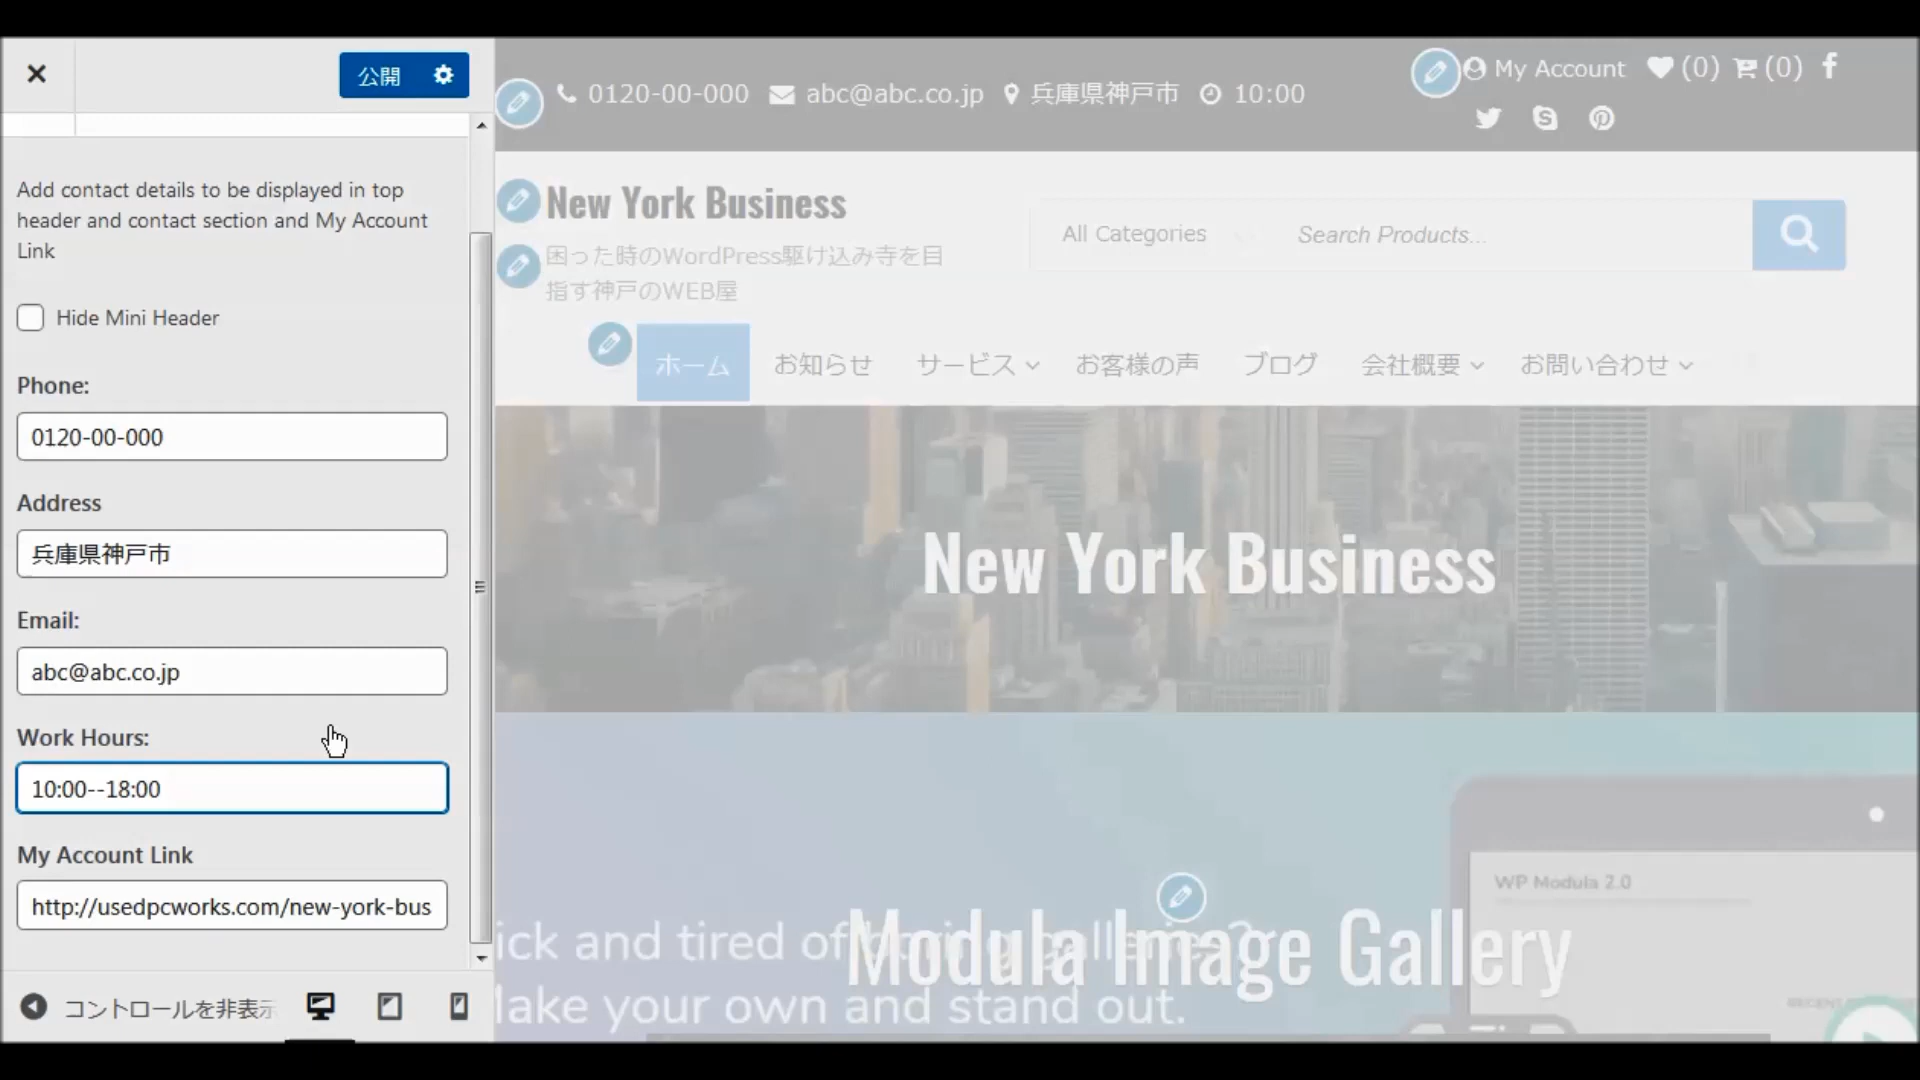 公開
Add contact details to be displayed in top
header and contact section and My Account
Link
Hide Mini Header
Phone:
0120-00-000
Address
兵庫県神戸市
Email:
abc@abc.co.jp
Work Hours:
10:00--18:00
My Account Link
http://usedpcworks.com/new-york-bus
コントロールを非表示
0120-00-000 abc@abc.co.jp 兵庫県神戸市 10:00
My Account (0) (0)
New York Business
困った時のWordPress駆け込み寺を目
指す神戸のWEB屋
All Categories Search Products...
ホーム お知らせ サービス お客様の声 ブログ 会社概要 お問い合わせ
New York Business
WP Modula 2.0
ick and tired of boring galleries?
Modula Image Gallery
Make your own and stand out.